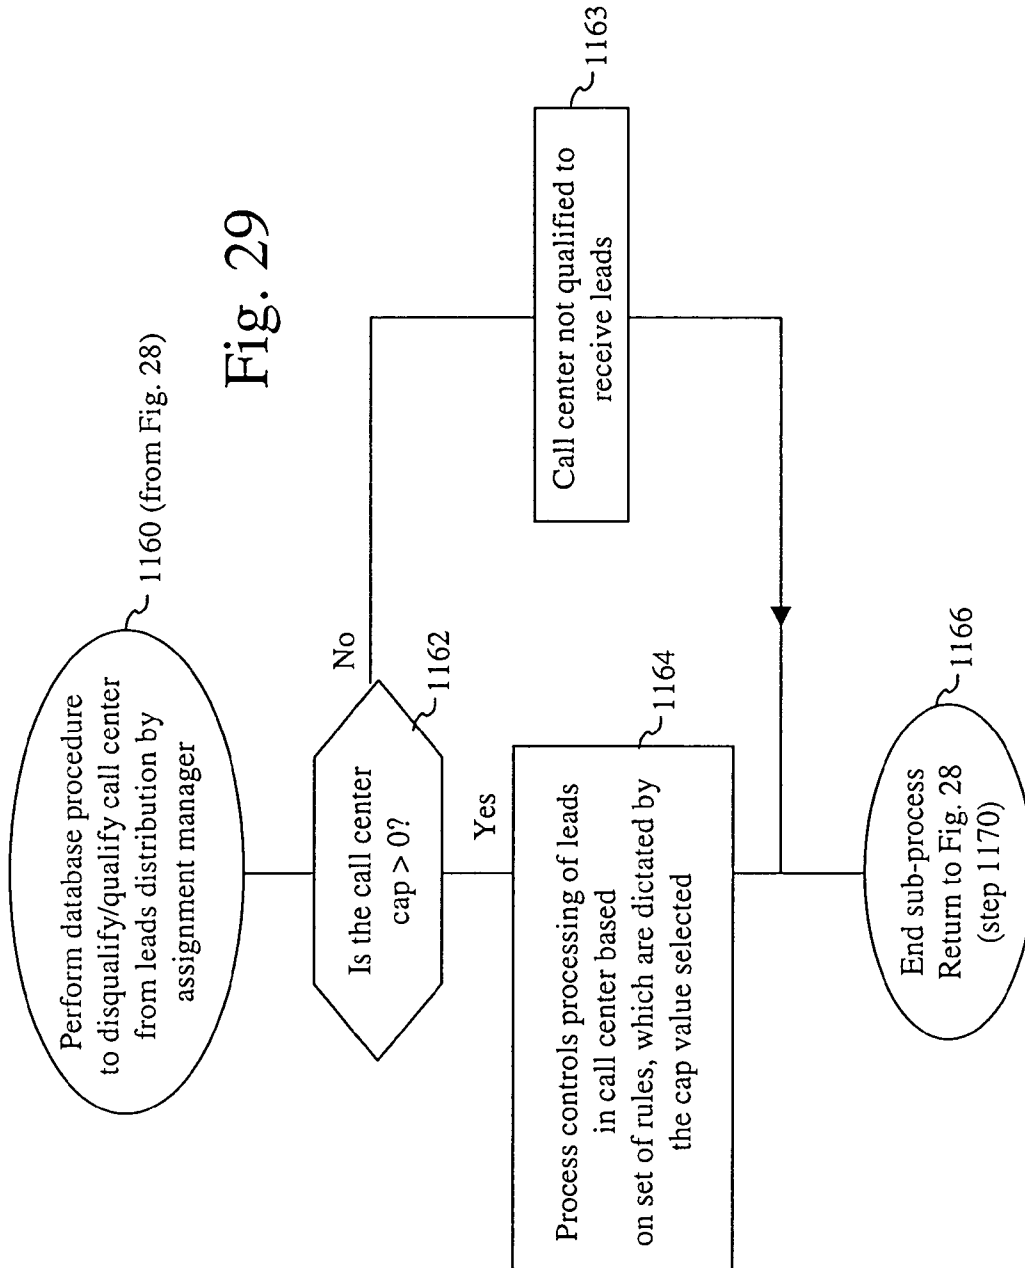 Fig. 29
Perform database procedure
to disqualify/qualify call center
from leads distribution by
assignment manager
1160 (from Fig. 28)
Is the call center
cap > 0?
1162
No
Yes
Call center not qualified to
receive leads
1163
Process controls processing of leads
in call center based
on set of rules, which are dictated by
the cap value selected
1164
End sub-process
Return to Fig. 28
(step 1170)
1166